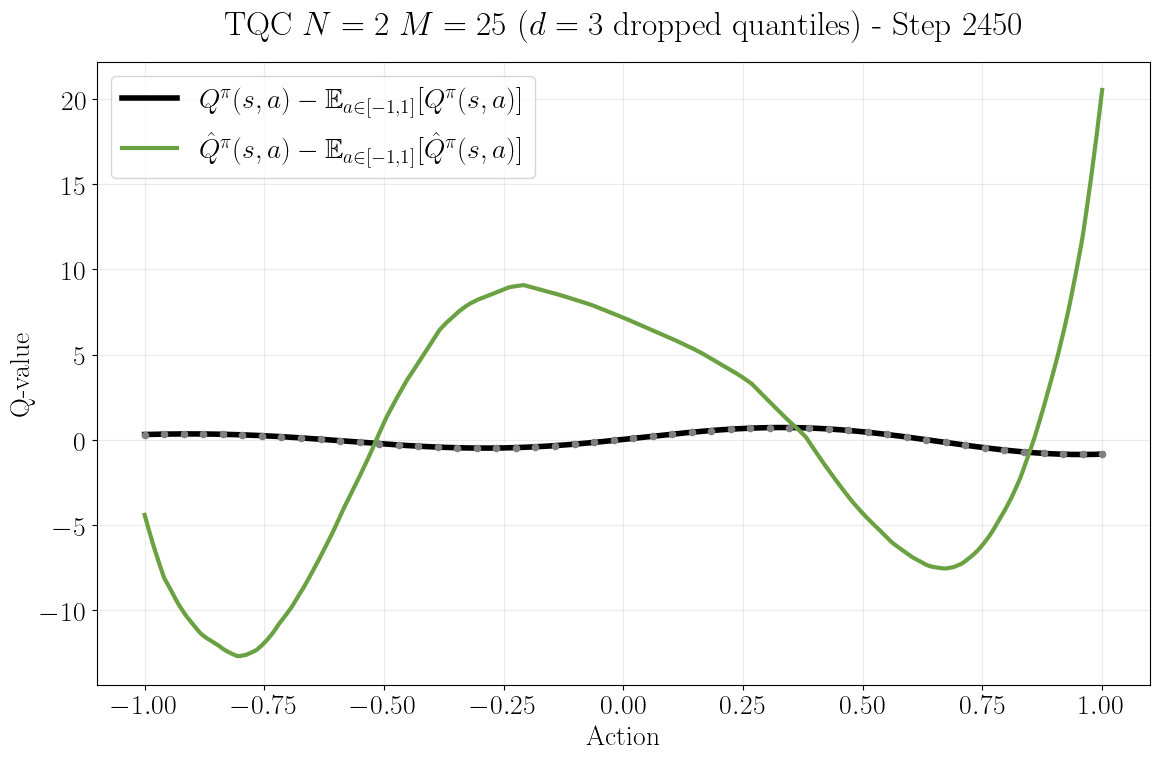 TQC N = 2 M = 25 (d = 3 dropped quantiles) - Step 2450
Q^π(s, a) − 𝔼_{a∈[−1,1]}[Q^π(s, a)]
Q̂^π(s, a) − 𝔼_{a∈[−1,1]}[Q̂^π(s, a)]
20
15
10
5
0
−5
−10
Q-value
−1.00 −0.75 −0.50 −0.25 0.00 0.25 0.50 0.75 1.00
Action